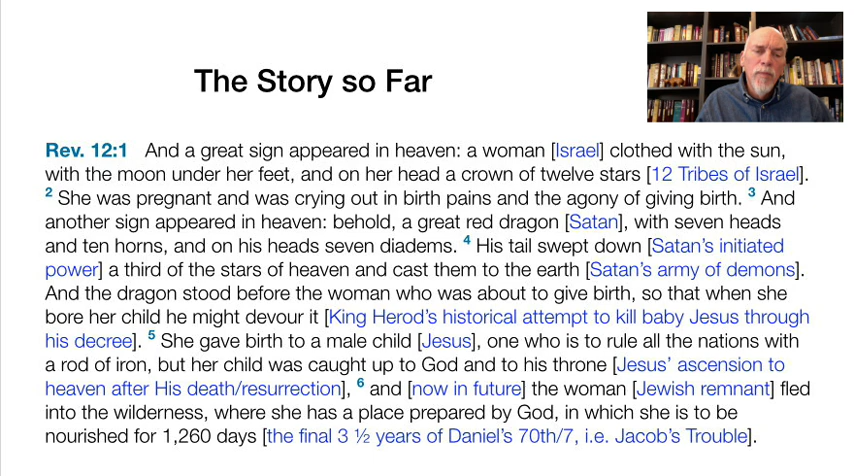 The Story so Far
Rev. 12:1 And a great sign appeared in heaven: a woman [Israel] clothed with the sun,
with the moon under her feet, and on her head a crown of twelve stars [12 Tribes of Israel].
2 She was pregnant and was crying out in birth pains and the agony of giving birth. 3 And
another sign appeared in heaven: behold, a great red dragon [Satan], with seven heads
and ten horns, and on his heads seven diadems. 4 His tail swept down [Satan's initiated
power] a third of the stars of heaven and cast them to the earth [Satan's army of demons].
And the dragon stood before the woman who was about to give birth, so that when she
bore her child he might devour it [King Herod's historical attempt to kill baby Jesus through
his decree]. 5 She gave birth to a male child [Jesus], one who is to rule all the nations with
a rod of iron, but her child was caught up to God and to his throne [Jesus' ascension to
heaven after His death/resurrection], 6 and [now in future] the woman [Jewish remnant] fled
into the wilderness, where she has a place prepared by God, in which she is to be
nourished for 1,260 days [the final 3 ½ years of Daniel's 70th/7, i.e. Jacob's Trouble].